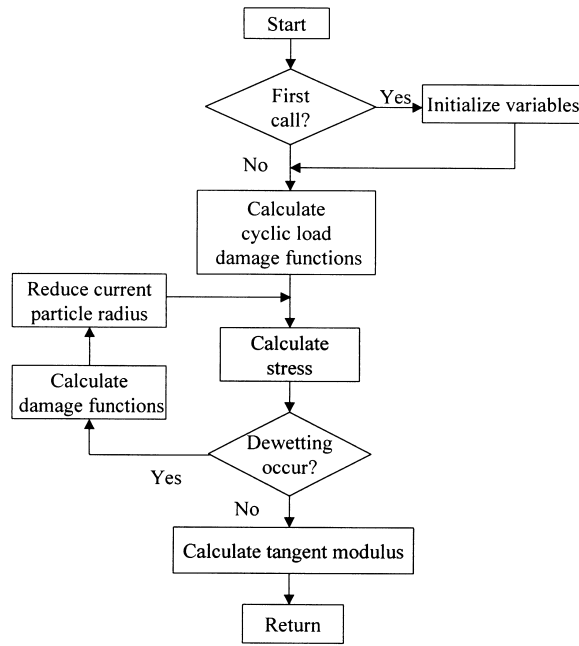 Start
First
call?
Yes
Initialize variables
No
Calculate
cyclic load
damage functions
Reduce current
particle radius
Calculate
stress
Calculate
damage functions
Dewetting
occur?
Yes
No
Calculate tangent modulus
Return